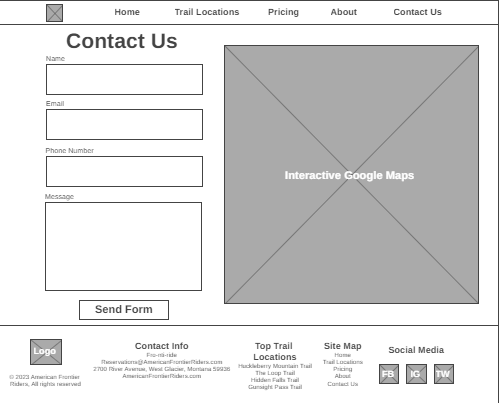 Home Trail Locations Pricing About Contact Us
Contact Us
Name
Email
Phone Number
Message
Send Form
Interactive Google Maps
Logo
© 2023 American Frontier
Riders, All rights reserved
Contact Info
Fro-nt-ride
Reservations@AmericanFrontierRiders.com
2700 River Avenue, West Glacier, Montana 59936
AmericanFrontierRiders.com
Top Trail
Locations
Huckleberry Mountain Trail
The Loop Trail
Hidden Falls Trail
Gunsight Pass Trail
Site Map
Home
Trail Locations
Pricing
About
Contact Us
Social Media
FB IG TW